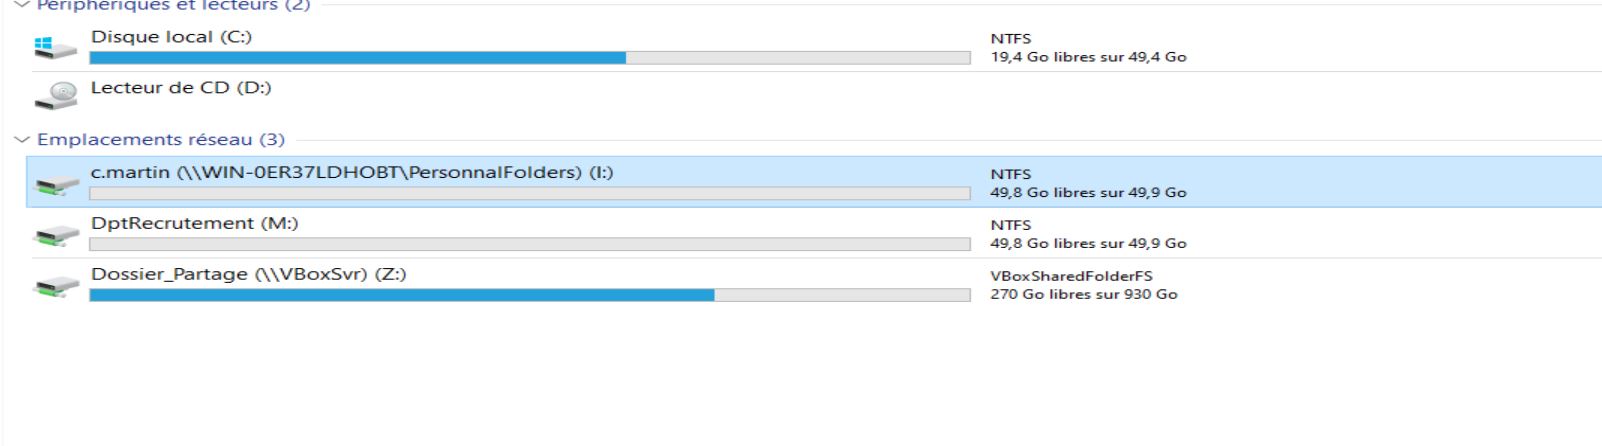 Périphériques et lecteurs (2)
Disque local (C:)
NTFS
19,4 Go libres sur 49,4 Go
Lecteur de CD (D:)
Emplacements réseau (3)
c.martin (\\WIN-0ER37LDHOBT\PersonnalFolders) (I:)
NTFS
49,8 Go libres sur 49,9 Go
DptRecrutement (M:)
NTFS
49,8 Go libres sur 49,9 Go
Dossier_Partage (\\VBoxSvr) (Z:)
VBoxSharedFolderFS
270 Go libres sur 930 Go